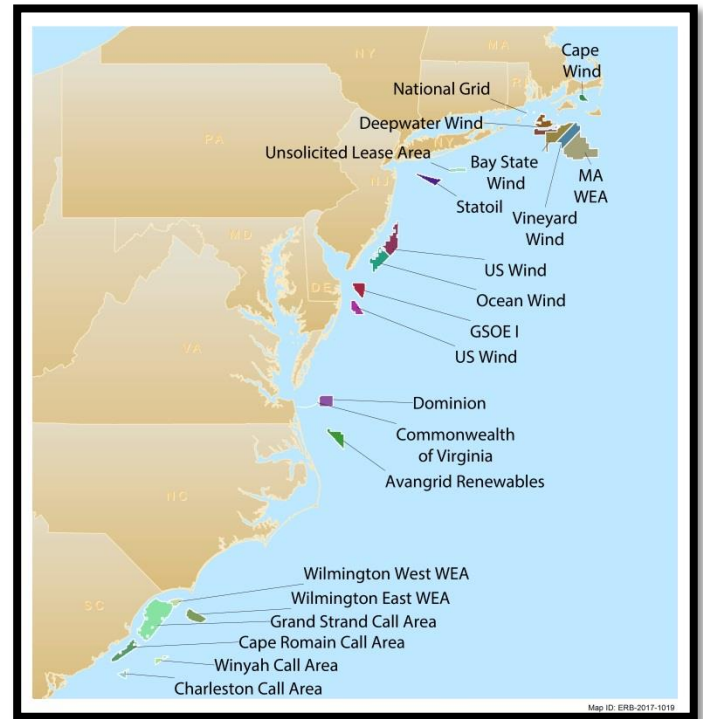 NY
MA
Cape
Wind
RI
National Grid
Deepwater Wind
PA
NY
Unsolicited Lease Area
Bay State
Wind
MA
WEA
NJ
Statoil
Vineyard
Wind
MD
US Wind
DE
Ocean Wind
GSOE I
US Wind
VA
Dominion
Commonwealth
of Virginia
Avangrid Renewables
NC
Wilmington West WEA
Wilmington East WEA
SC
Grand Strand Call Area
Cape Romain Call Area
Winyah Call Area
Charleston Call Area
Map ID: ERB-2017-1019